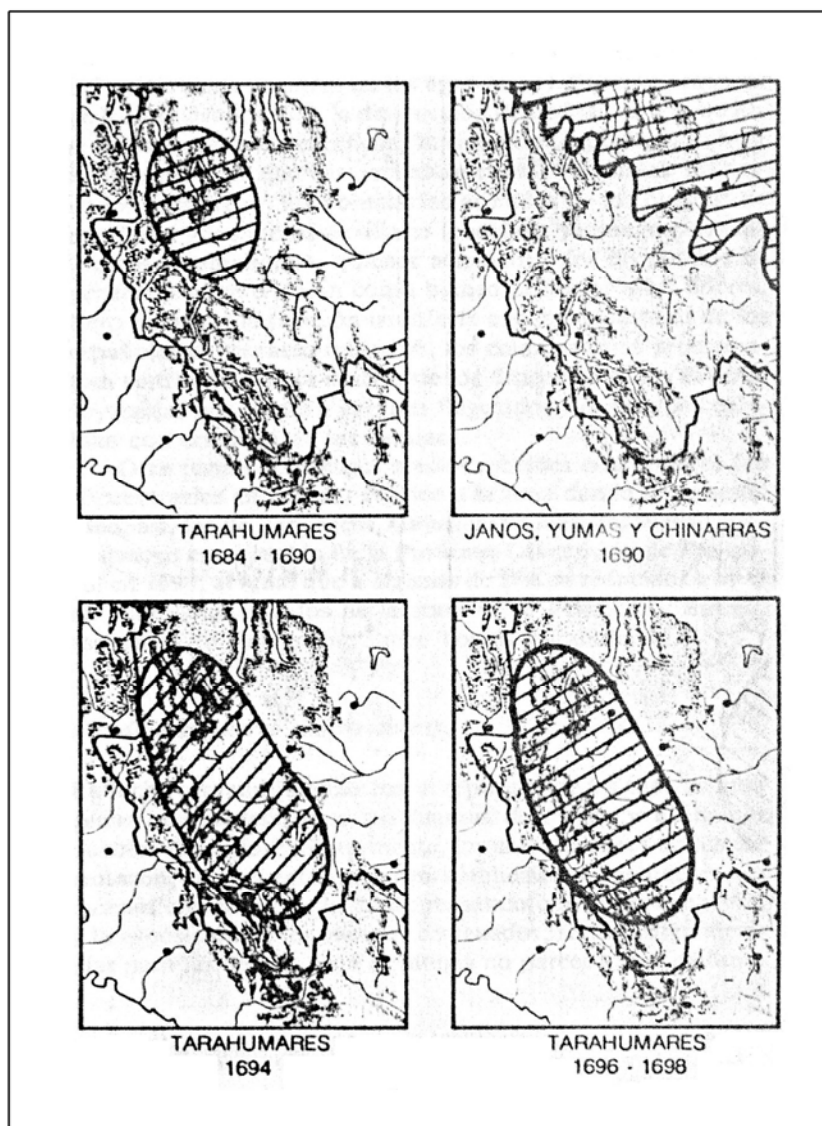 TARAHUMARES
1684 - 1690
JANOS, YUMAS Y CHINARRAS
1690
TARAHUMARES
1694
TARAHUMARES
1696 - 1698